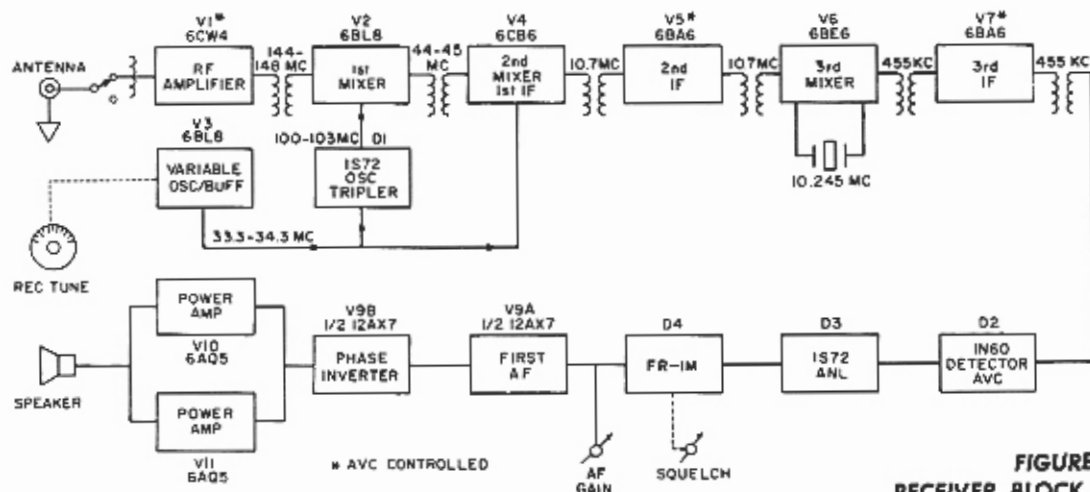 ANTENNA
V1*
6CW4
RF
AMPLIFIER
144-
148 MC
V2
6BL8
1st
MIXER
44-45
MC
V4
6CB6
2nd
MIXER
1st IF
10.7MC
V5*
6BA6
2nd
IF
10.7MC
V6
6BE6
3rd
MIXER
455KC
V7*
6BA6
3rd
IF
455 KC
V3
6BL8
VARIABLE
OSC/BUFF
100-103MC D1
IS72
OSC
TRIPLER
10.245 MC
33.3-34.3 MC
REC TUNE
POWER
AMP
V10
6AQ5
V9B
1/2 12AX7
PHASE
INVERTER
V9A
1/2 12AX7
FIRST
AF
D4
FR-1M
D3
IS72
ANL
D2
IN60
DETECTOR
AVC
SPEAKER
POWER
AMP
V11
6AQ5
* AVC CONTROLLED
AF
GAIN
SQUELCH
FIGURE
RECEIVER BLOCK